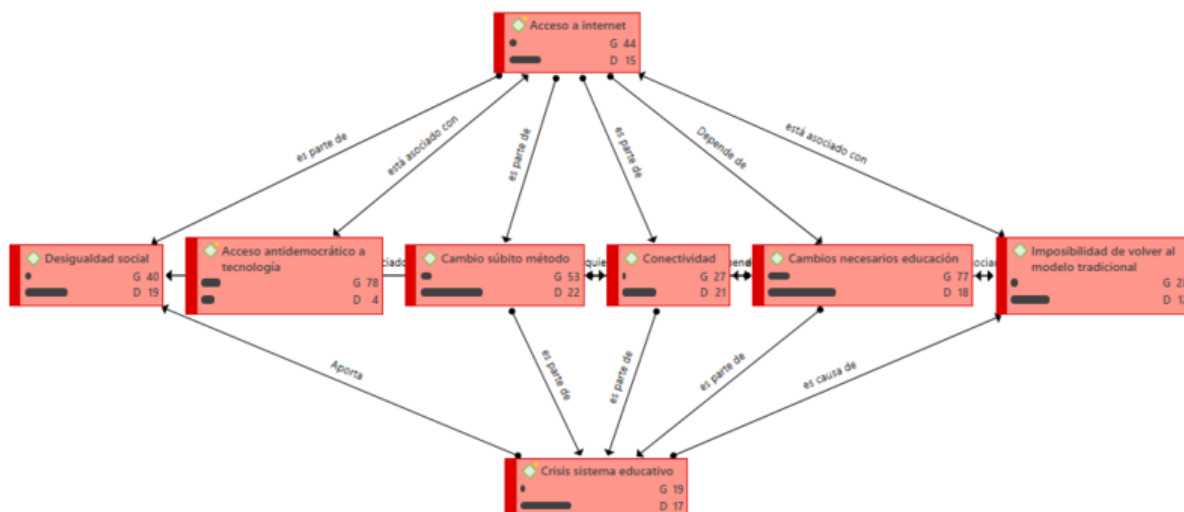 Acceso a internet
G 44
D 15
es parte de
está asociado con
es parte de
es parte de
Depende de
está asociado con
Desigualdad social
G 40
D 19
Acceso antidemocrático a
tecnología
G 78
D 4
Cambio súbito método
G 53
D 22
Conectividad
G 27
D 21
Cambios necesarios educación
G 77
D 18
Imposibilidad de volver al
modelo tradicional
G
D
Aporta
es parte de
es parte de
es parte de
es causa de
Crisis sistema educativo
G 19
D 17